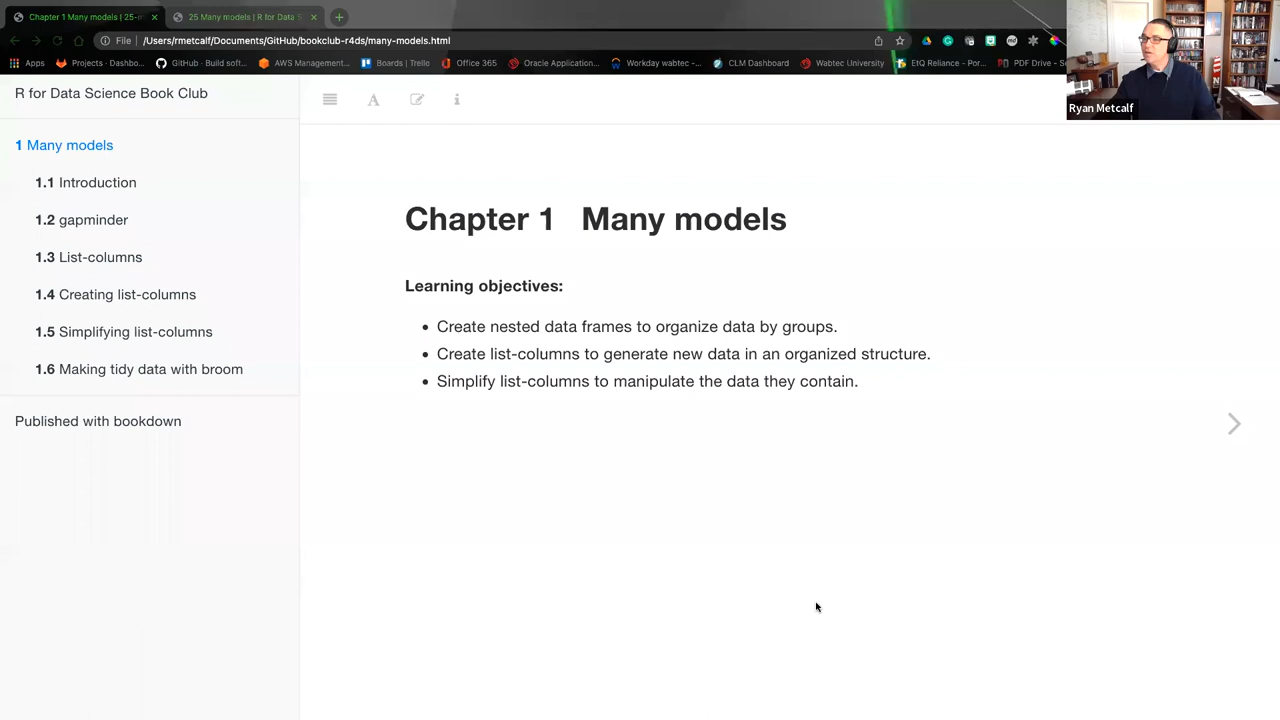 Chapter 1 Many models | 25-m
25 Many models | R for Data S
File
/Users/rmetcalf/Documents/GitHub/bookclub-r4ds/many-models.html
Apps
Projects · Dashbo...
GitHub · Build soft...
AWS Management...
Boards | Trello
Office 365
Oracle Application...
Workday wabtec -...
CLM Dashboard
Wabtec University
EtQ Reliance - Por...
PDF Drive - S
Ryan Metcalf
R for Data Science Book Club
1 Many models
1.1 Introduction
1.2 gapminder
1.3 List-columns
1.4 Creating list-columns
1.5 Simplifying list-columns
1.6 Making tidy data with broom
Published with bookdown
Chapter 1 Many models
Learning objectives:
• Create nested data frames to organize data by groups.
• Create list-columns to generate new data in an organized structure.
• Simplify list-columns to manipulate the data they contain.